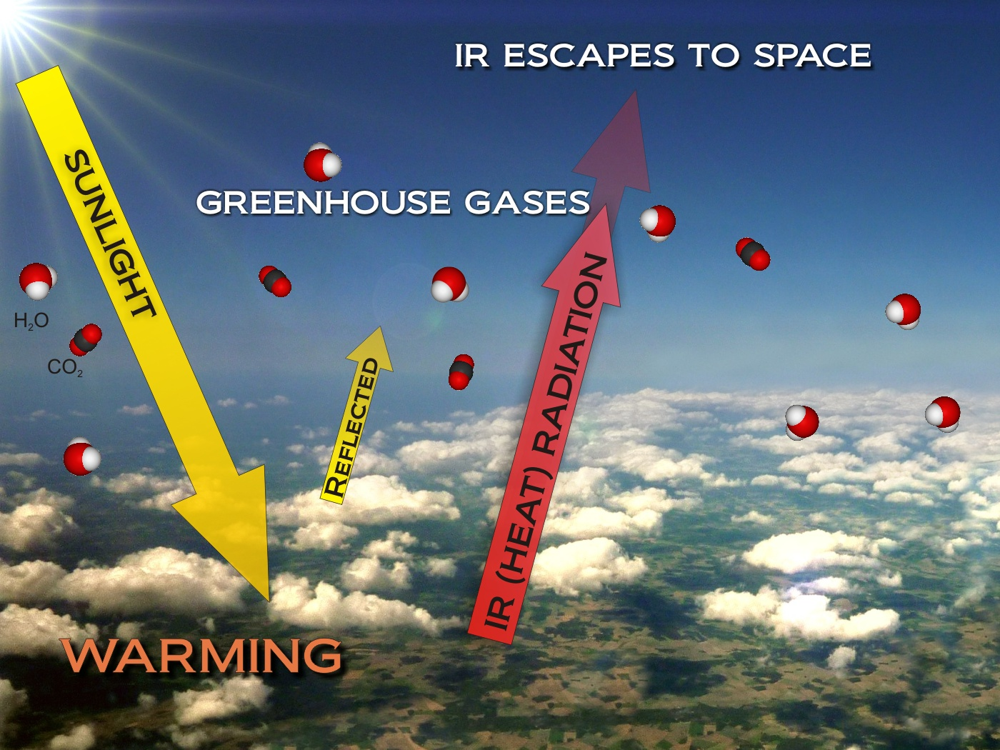 IR ESCAPES TO SPACE
SUNLIGHT
GREENHOUSE GASES
H₂O
CO₂
REFLECTED
IR (HEAT) RADIATION
WARMING